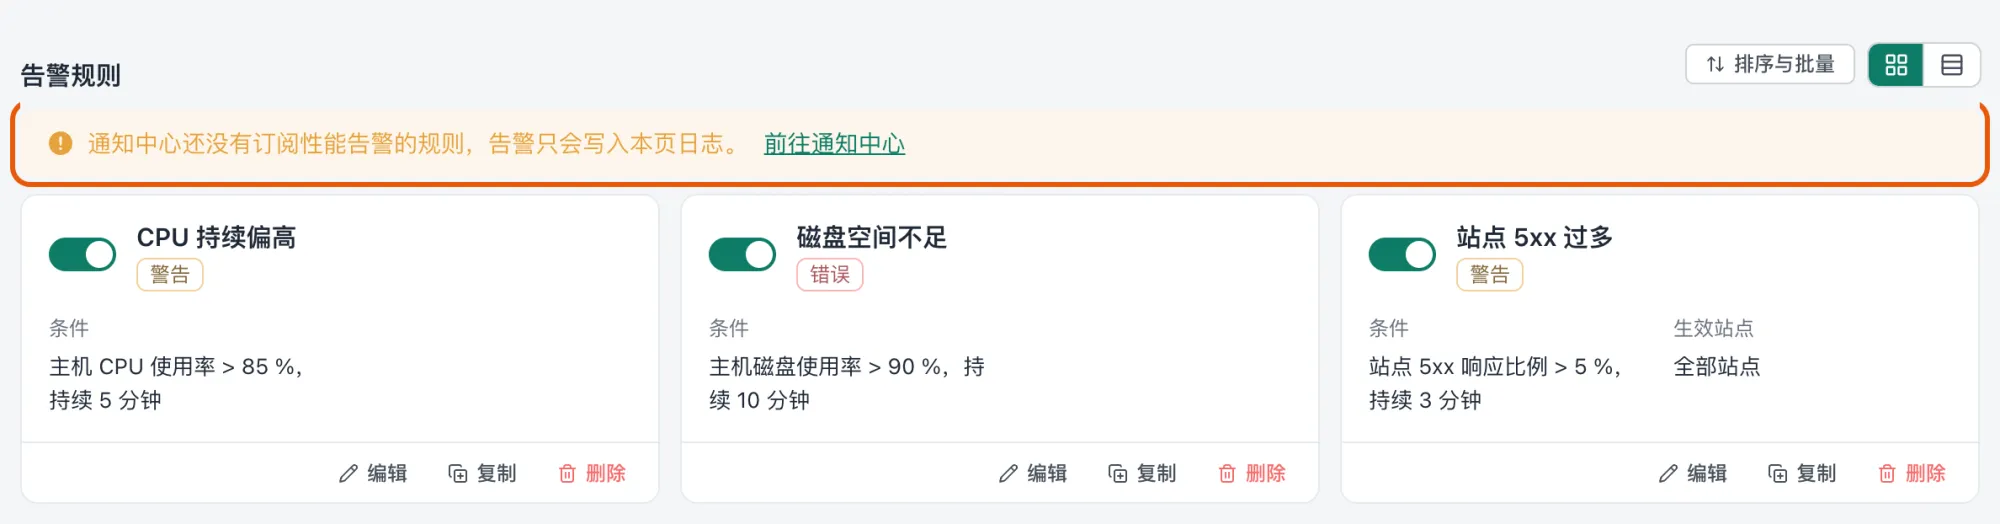 告警规则
排序与批量
通知中心还没有订阅性能告警的规则，告警只会写入本页日志。 前往通知中心
CPU 持续偏高
警告
条件
主机 CPU 使用率 > 85 %，
持续 5 分钟
编辑 复制 删除
磁盘空间不足
错误
条件
主机磁盘使用率 > 90 %，持
续 10 分钟
编辑 复制 删除
站点 5xx 过多
警告
条件
站点 5xx 响应比例 > 5 %，
持续 3 分钟
生效站点
全部站点
编辑 复制 删除